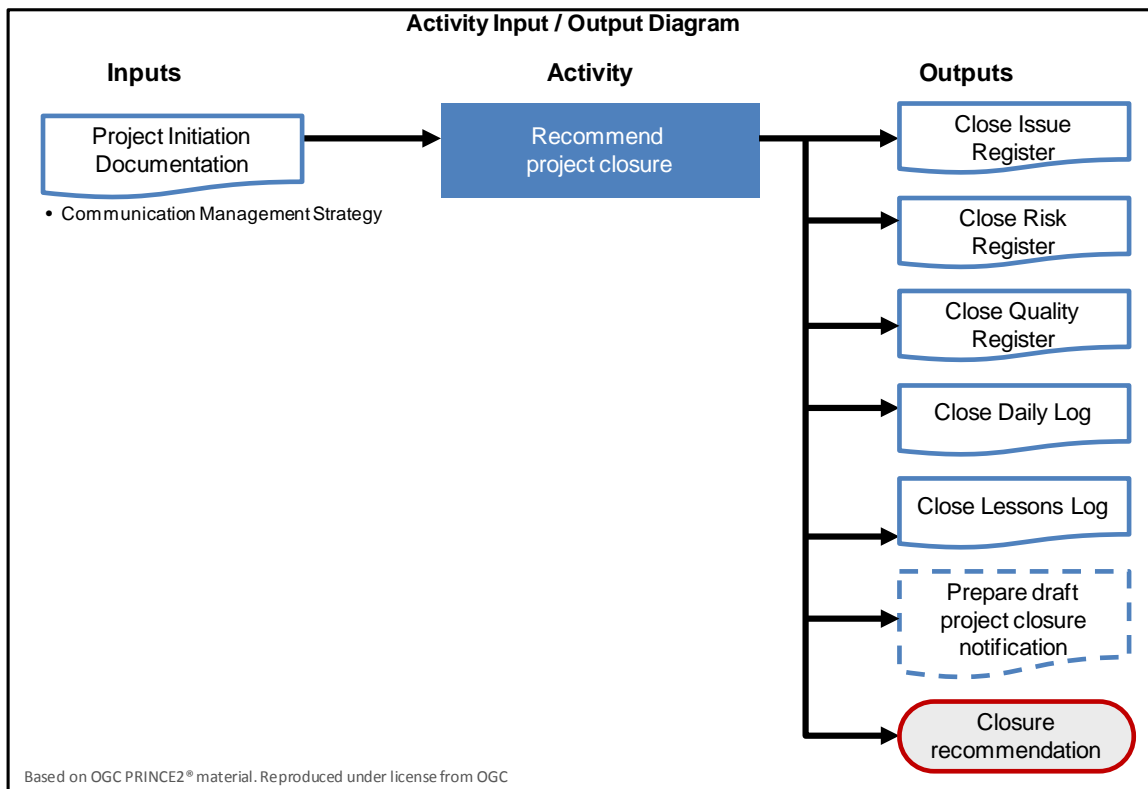 Activity Input / Output Diagram
Inputs
Activity
Outputs
Project Initiation
Documentation
• Communication Management Strategy
Recommend
project closure
Close Issue
Register
Close Risk
Register
Close Quality
Register
Close Daily Log
Close Lessons Log
Prepare draft
project closure
notification
Closure
recommendation
Based on OGC PRINCE2® material. Reproduced under license from OGC